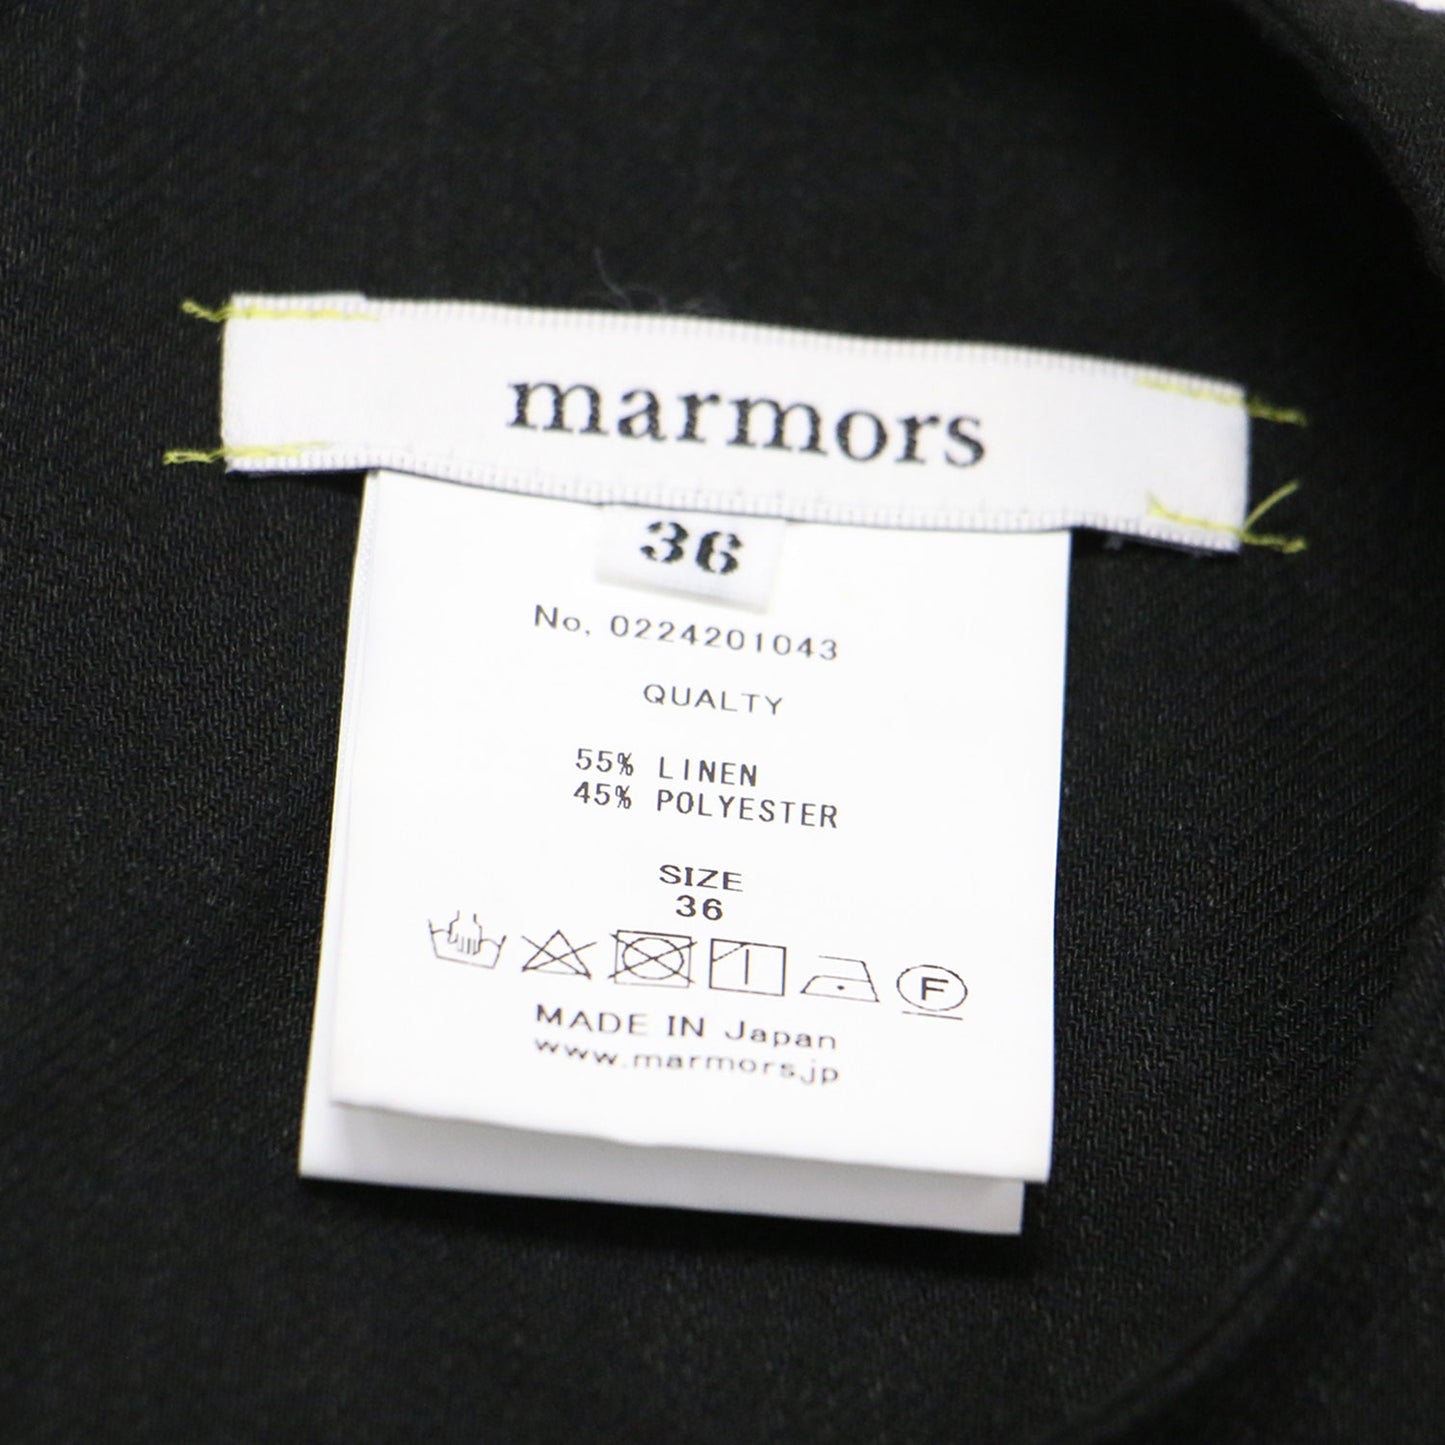 marmors
36
No, 0224201043
QUALTY
55% LINEN
45% POLYESTER
SIZE
36
F
MADE IN Japan
www.marmors.jp